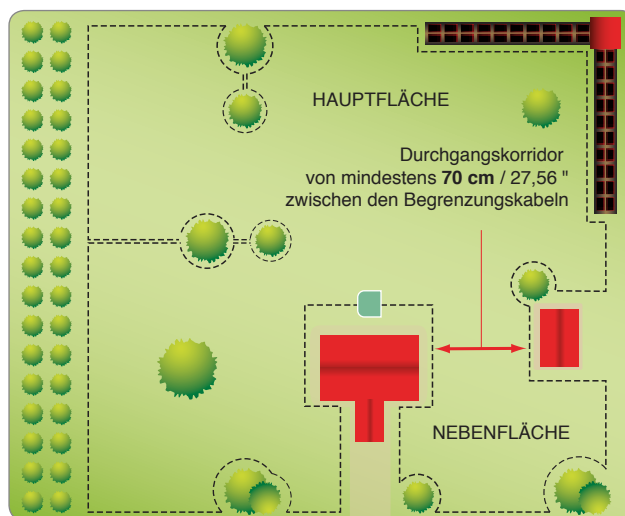 HAUPTFLÄCHE
Durchgangskorridor
von mindestens 70 cm / 27,56 "
zwischen den Begrenzungskabeln
NEBENFLÄCHE